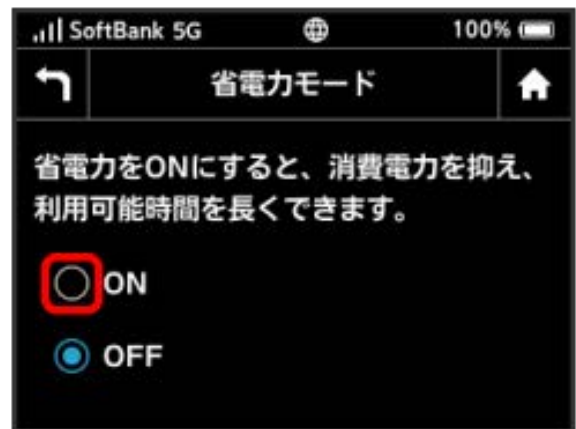 SoftBank 5G 100%
省電力モード
省電力をONにすると、消費電力を抑え、
利用可能時間を長くできます。
ON
OFF